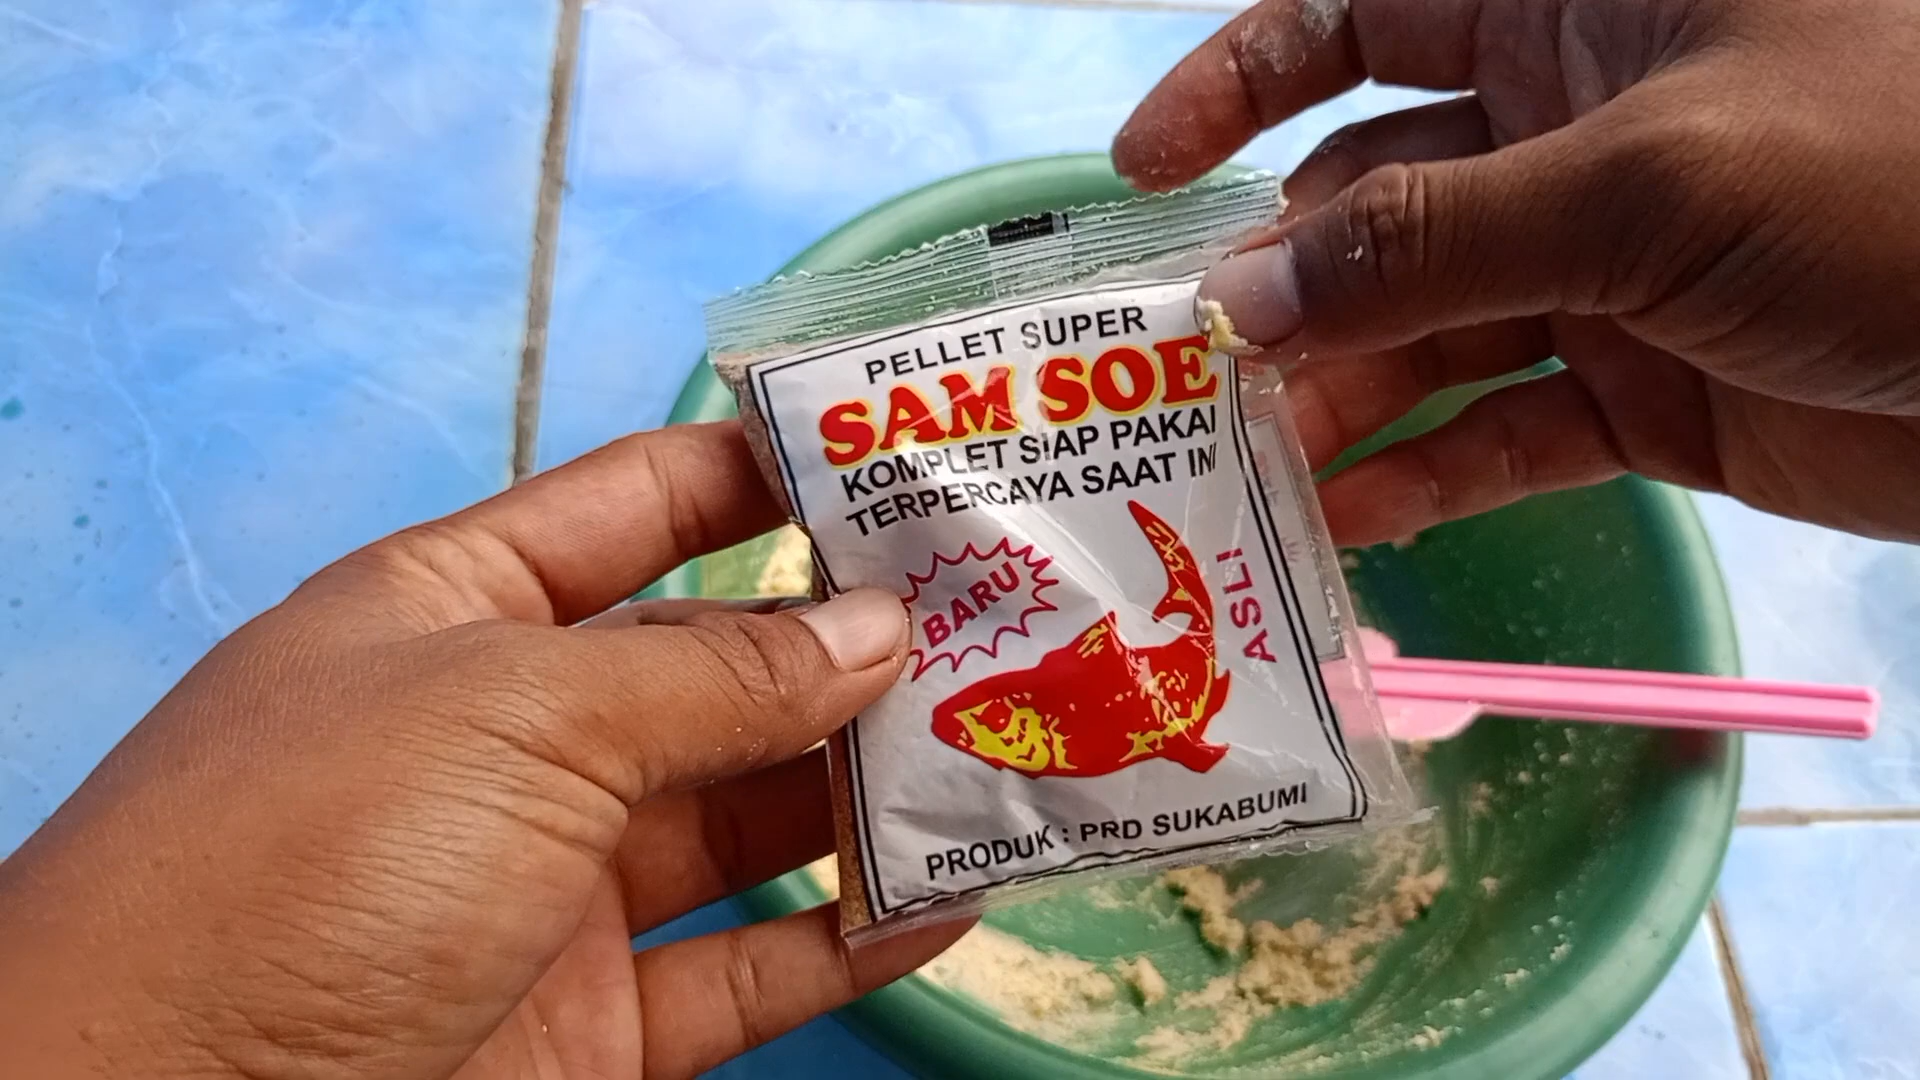 PELLET SUPER
SAM SOE
KOMPLET SIAP PAKAI
TERPERCAYA SAAT INI
BARU
ASLI
PRODUK : PRD SUKABUMI